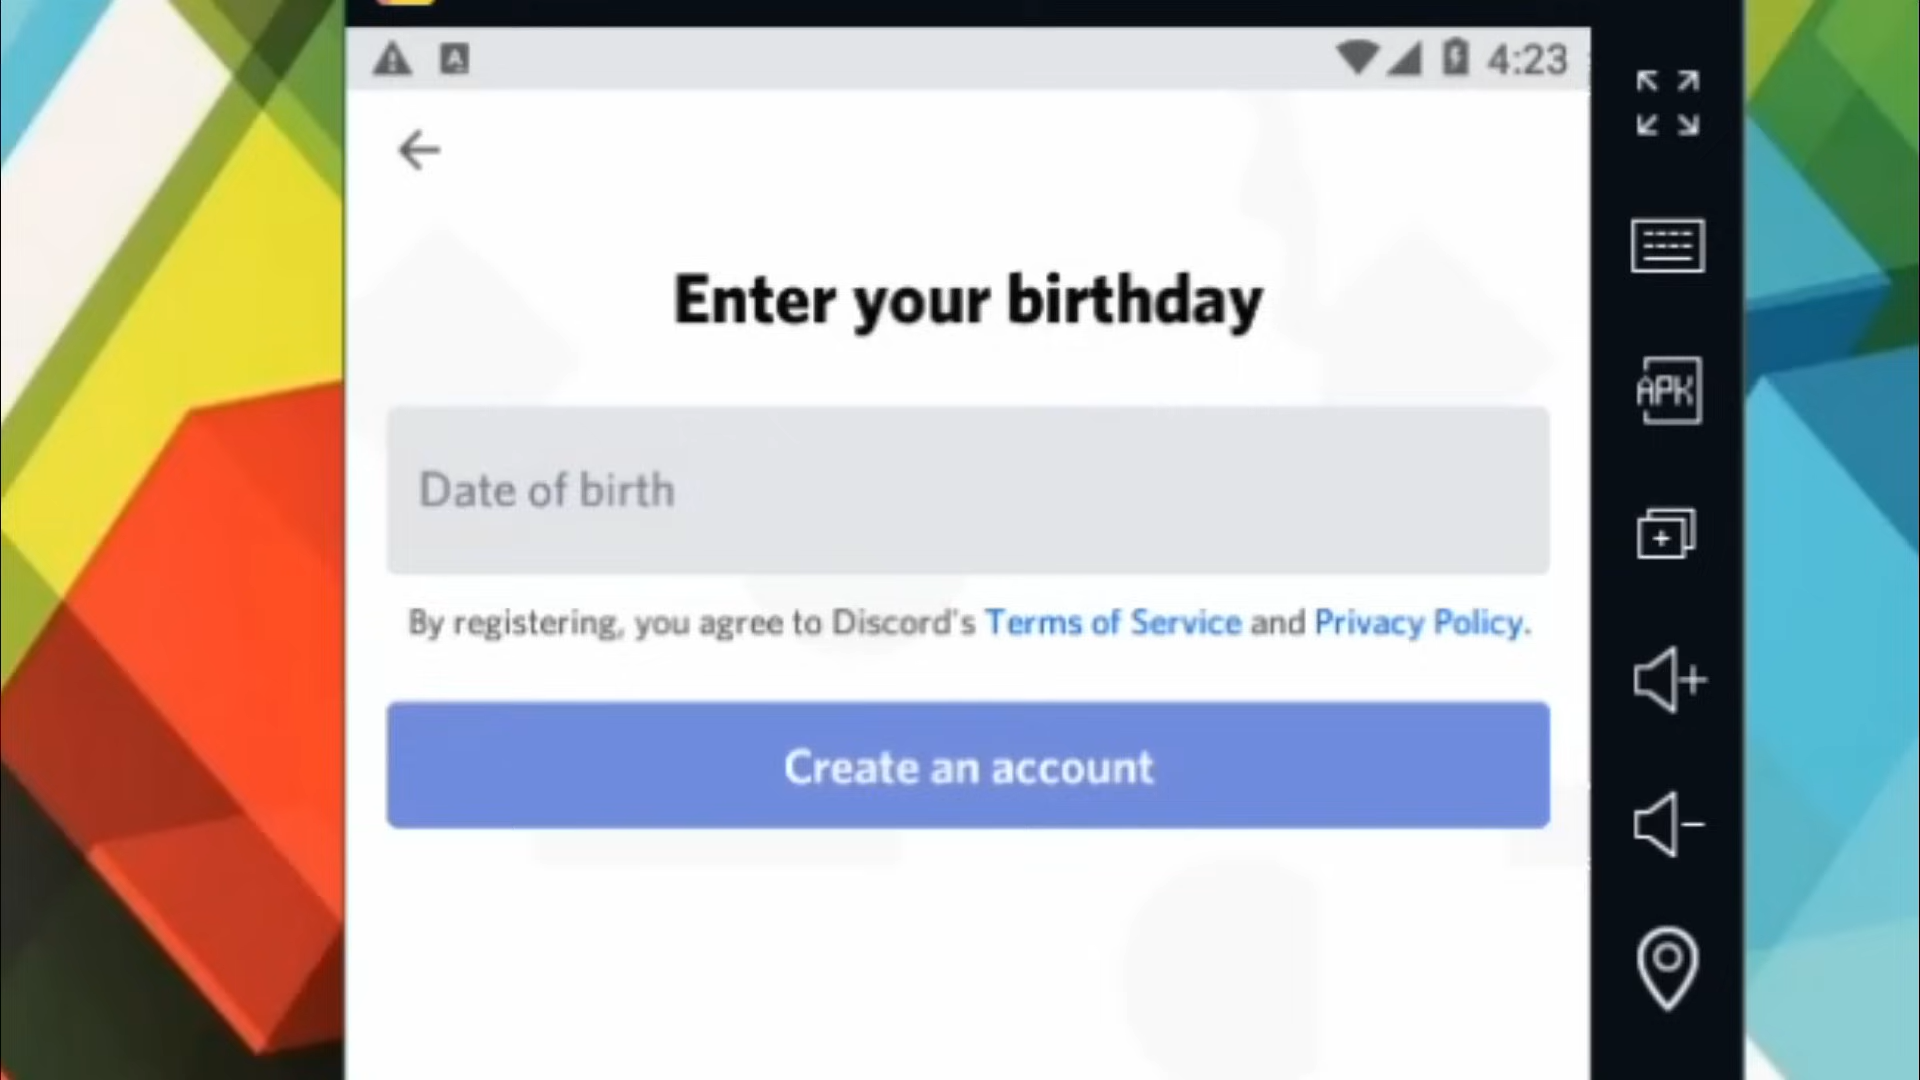 A
4:23
Enter your birthday
Date of birth
By registering, you agree to Discord's Terms of Service and Privacy Policy.
Create an account
APK